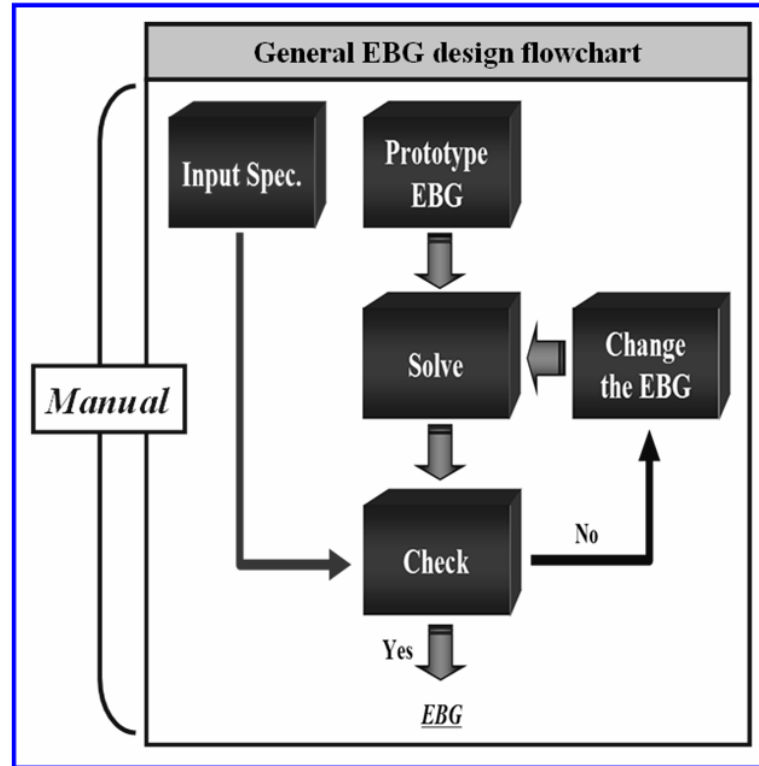 General EBG design flowchart
Input Spec.
Prototype
EBG
Solve
Change
the EBG
Manual
Check
No
Yes
EBG